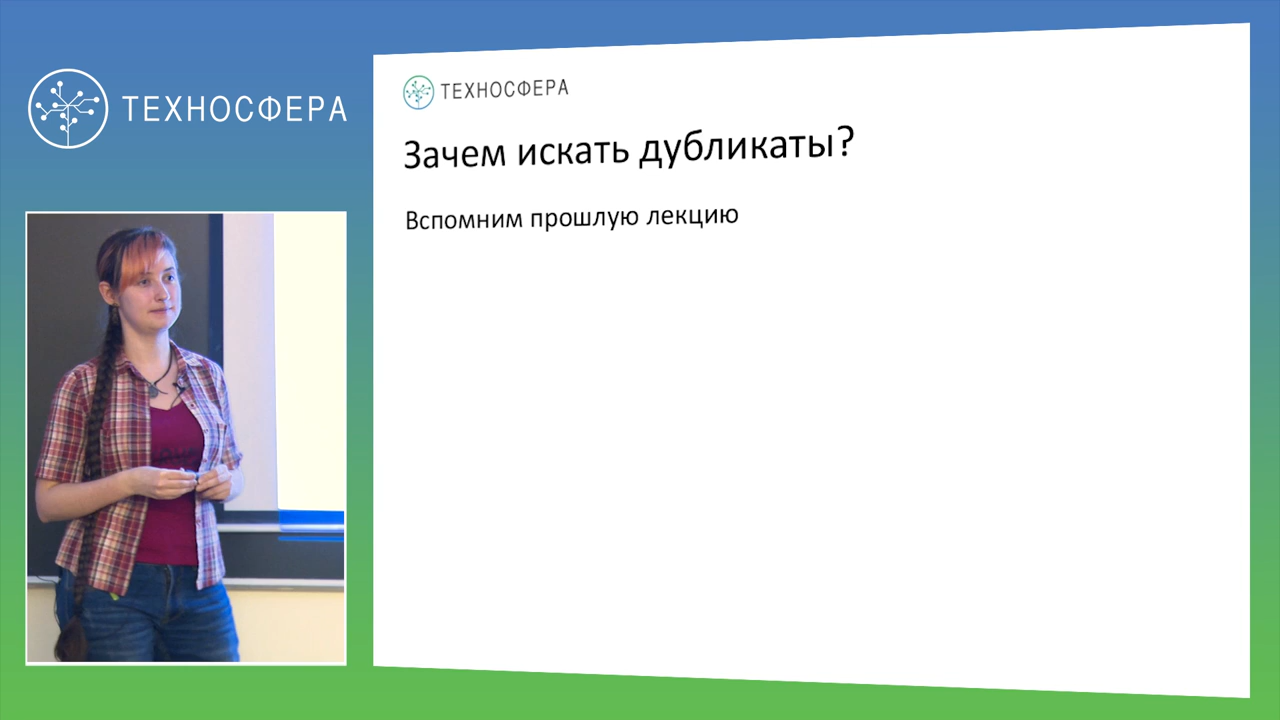 ТЕХНОСФЕРА
ТЕХНОСФЕРА
Зачем искать дубликаты?
Вспомним прошлую лекцию